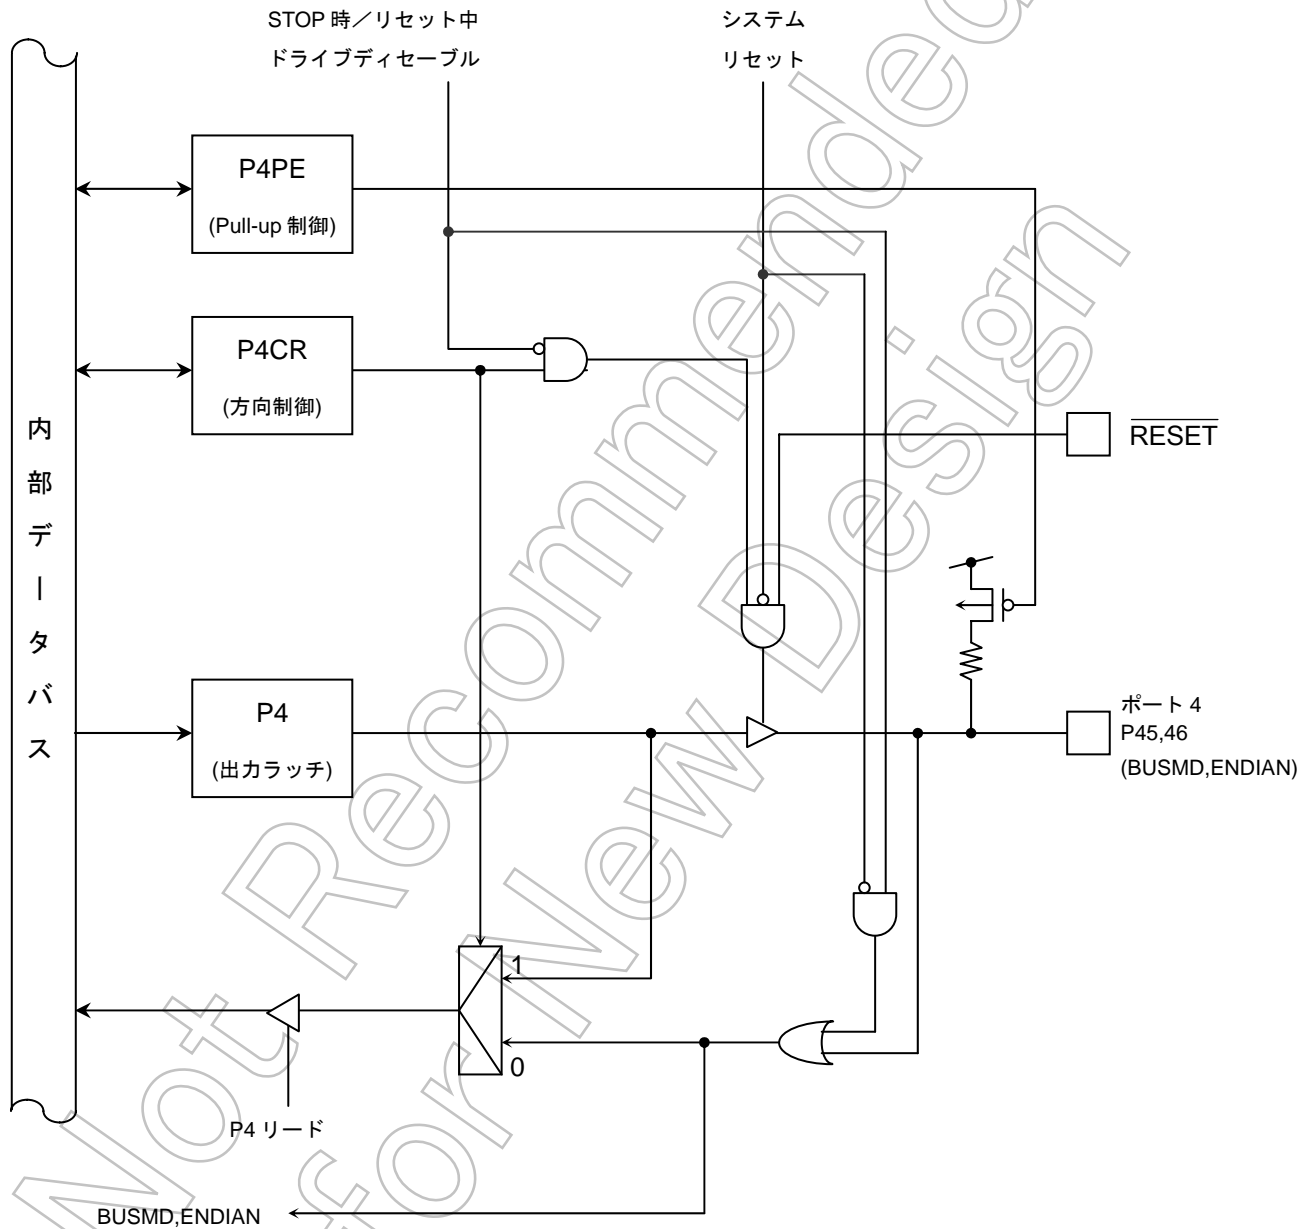 STOP 時／リセット中
ドライブディセーブル
システム
リセット
P4PE
(Pull-up 制御)
P4CR
(方向制御)
内部データバス
RESET
P4
(出力ラッチ)
ポート 4
P45,46
(BUSMD,ENDIAN)
1
0
P4 リード
BUSMD,ENDIAN
Not Recommended
for New Design